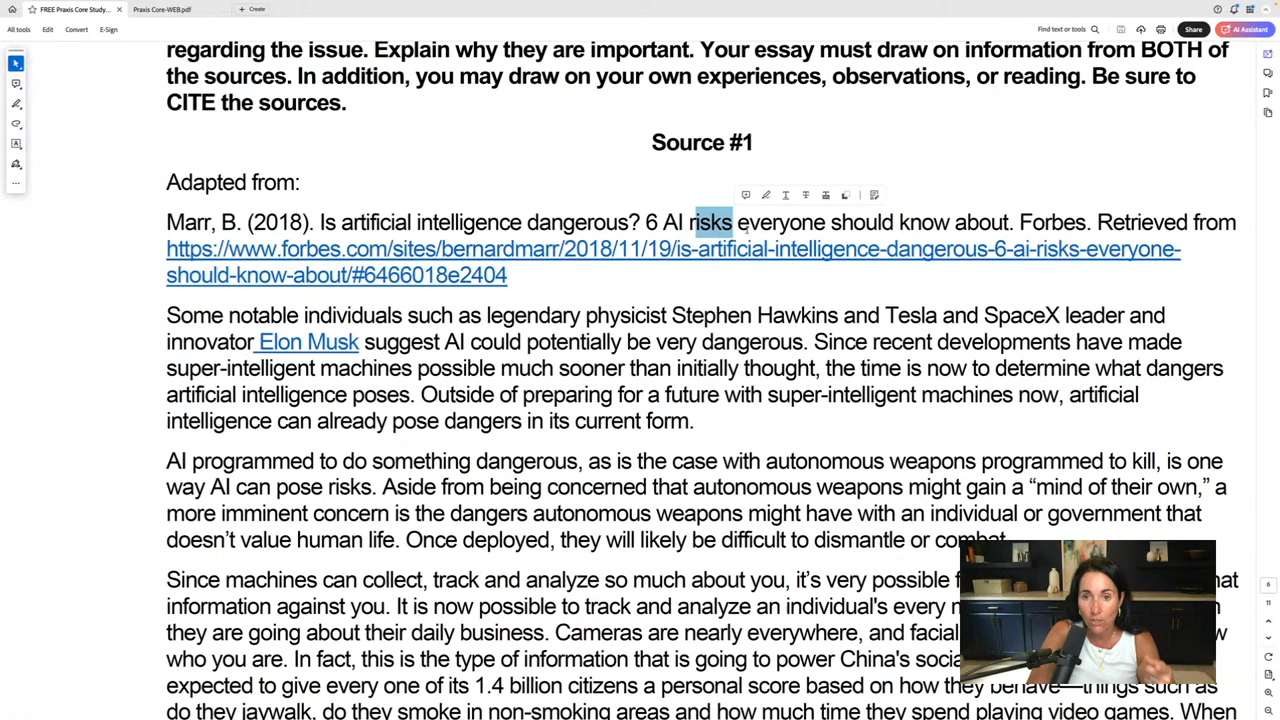 FREE Praxis Core Study...
Praxis Core-WEB.pdf
Create
All tools
Edit
Convert
E-Sign
Find text or tools
Share
AI Assistant
regarding the issue. Explain why they are important. Your essay must draw on information from BOTH of
the sources. In addition, you may draw on your own experiences, observations, or reading. Be sure to
CITE the sources.
Source #1
Adapted from:
Marr, B. (2018). Is artificial intelligence dangerous? 6 AI risks everyone should know about. Forbes. Retrieved from
https://www.forbes.com/sites/bernardmarr/2018/11/19/is-artificial-intelligence-dangerous-6-ai-risks-everyone-
should-know-about/#6466018e2404
Some notable individuals such as legendary physicist Stephen Hawkins and Tesla and SpaceX leader and
innovator Elon Musk suggest AI could potentially be very dangerous. Since recent developments have made
super-intelligent machines possible much sooner than initially thought, the time is now to determine what dangers
artificial intelligence poses. Outside of preparing for a future with super-intelligent machines now, artificial
intelligence can already pose dangers in its current form.
AI programmed to do something dangerous, as is the case with autonomous weapons programmed to kill, is one
way AI can pose risks. Aside from being concerned that autonomous weapons might gain a “mind of their own,” a
more imminent concern is the dangers autonomous weapons might have with an individual or government that
doesn’t value human life. Once deployed, they will likely be difficult to dismantle or combat.
Since machines can collect, track and analyze so much about you, it’s very possible
information against you. It is now possible to track and analyze an individual's every
they are going about their daily business. Cameras are nearly everywhere, and facial
who you are. In fact, this is the type of information that is going to power China's
expected to give every one of its 1.4 billion citizens a personal score based on how they behave—things such as
do they jaywalk, do they smoke in non-smoking areas and how much time they spend playing video games. When
6
11